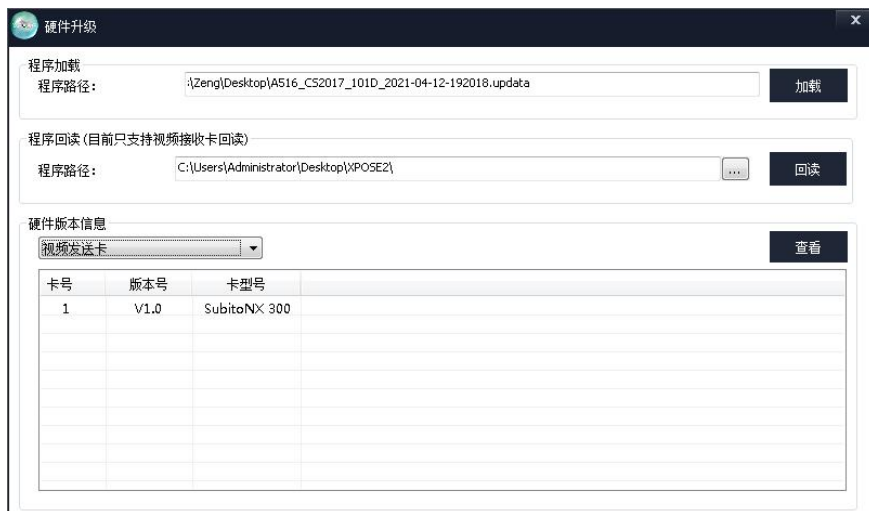 硬件升级
X
程序加载
程序路径：
:\Zeng\Desktop\A516_CS2017_101D_2021-04-12-192018.updata
加载
程序回读(目前只支持视频接收卡回读)
程序路径：
C:\Users\Administrator\Desktop\XPOSE2\
...
回读
硬件版本信息
视频发送卡
查看
卡号 版本号 卡型号
1 V1.0 SubitoNX 300